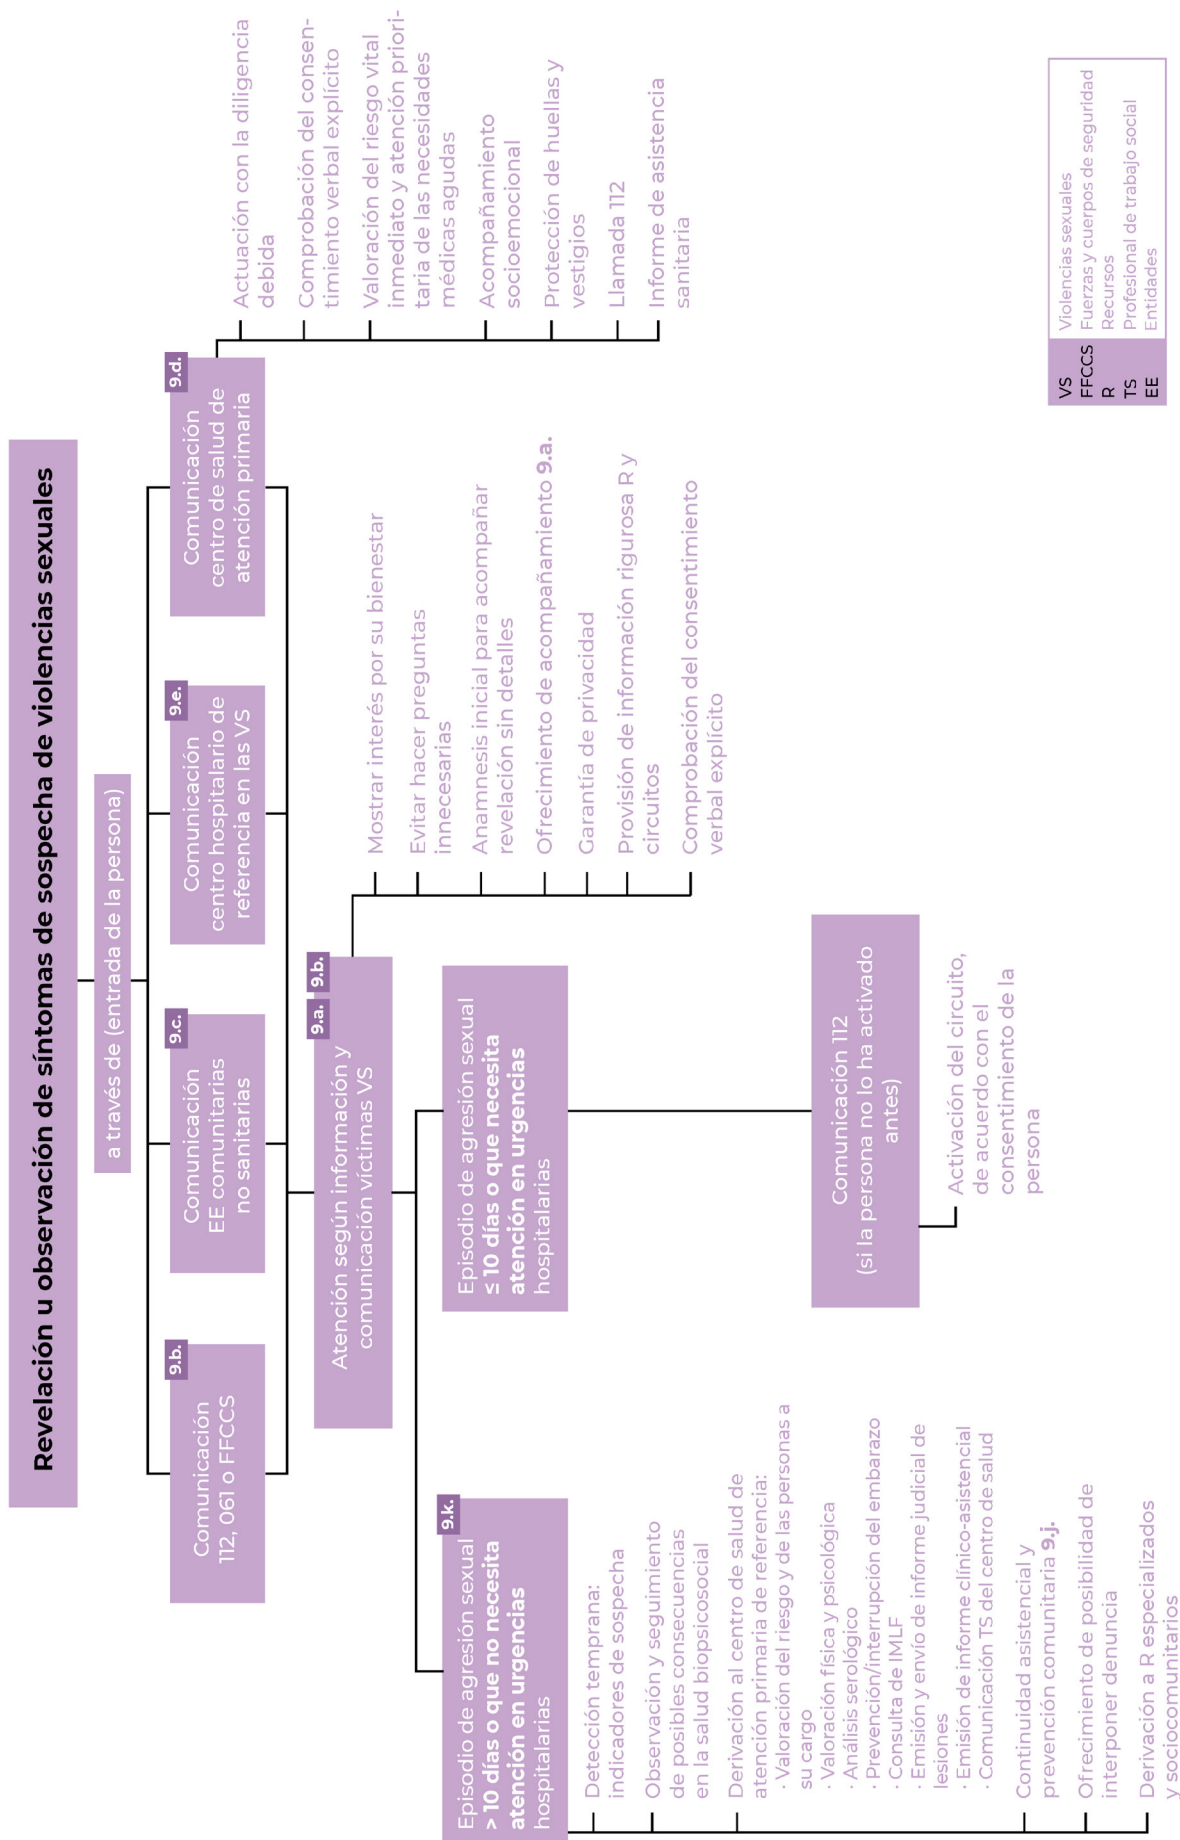 Revelación u observación de síntomas de sospecha de violencias sexuales
a través de (entrada de la persona)
9.b.
Comunicación
112, 061 o FFCCS
9.c.
Comunicación
EE comunitarias
no sanitarias
9.e.
Comunicación
centro hospitalario de
referencia en las VS
9.d.
Comunicación
centro de salud de
atención primaria
Actuación con la diligencia
debida
Comprobación del consen-
timiento verbal explícito
Valoración del riesgo vital
inmediato y atención priori-
taria de las necesidades
médicas agudas
Acompañamiento
socioemocional
Protección de huellas y
vestigios
Llamada 112
Informe de asistencia
sanitaria
9.a.
9.b.
Atención según información y
comunicación víctimas VS
Mostrar interés por su bienestar
Evitar hacer preguntas
innecesarias
Anamnesis inicial para acompañar
revelación sin detalles
Ofrecimiento de acompañamiento 9.a.
Garantía de privacidad
Provisión de información rigurosa R y
circuitos
Comprobación del consentimiento
verbal explícito
9.k.
Episodio de agresión sexual
> 10 días o que no necesita
atención en urgencias
hospitalarias
Detección temprana:
indicadores de sospecha
Observación y seguimiento
de posibles consecuencias
en la salud biopsicosocial
Derivación al centro de salud de
atención primaria de referencia:
· Valoración del riesgo y de las personas a
su cargo
· Valoración física y psicológica
· Análisis serológico
· Prevención/interrupción del embarazo
· Consulta de IMLF
· Emisión y envío de informe judicial de
lesiones
· Emisión de informe clínico-asistencial
· Comunicación TS del centro de salud
Continuidad asistencial y
prevención comunitaria 9.j.
Ofrecimiento de posibilidad de
interponer denuncia
Derivación a R especializados
y sociocomunitarios
Episodio de agresión sexual
≤ 10 días o que necesita
atención en urgencias
hospitalarias
Comunicación 112
(si la persona no lo ha activado
antes)
Activación del circuito,
de acuerdo con el
consentimiento de la
persona
VS Violencias sexuales
FFCCS Fuerzas y cuerpos de seguridad
R Recursos
TS Profesional de trabajo social
EE Entidades